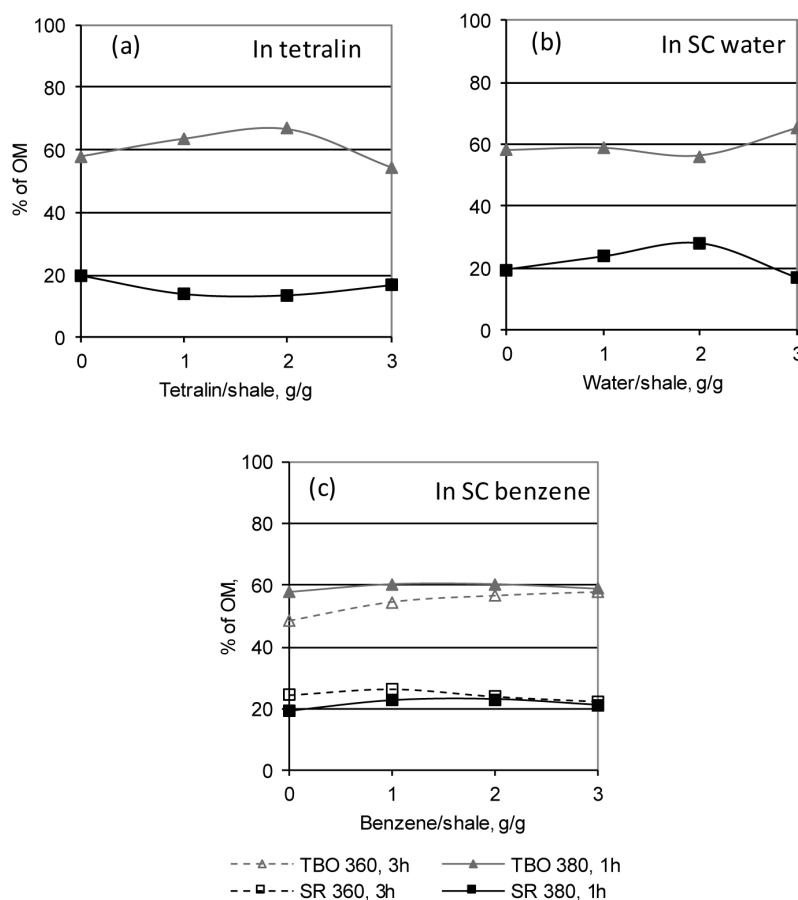 (a) In tetralin
100
80
60
40
20
0
% of OM
0 1 2 3
Tetralin/shale, g/g
(b) In SC water
100
80
60
40
20
0
0 1 2 3
Water/shale, g/g
(c) In SC benzene
100
80
60
40
20
0
% of OM,
0 1 2 3
Benzene/shale, g/g
TBO 360, 3h TBO 380, 1h
SR 360, 3h SR 380, 1h